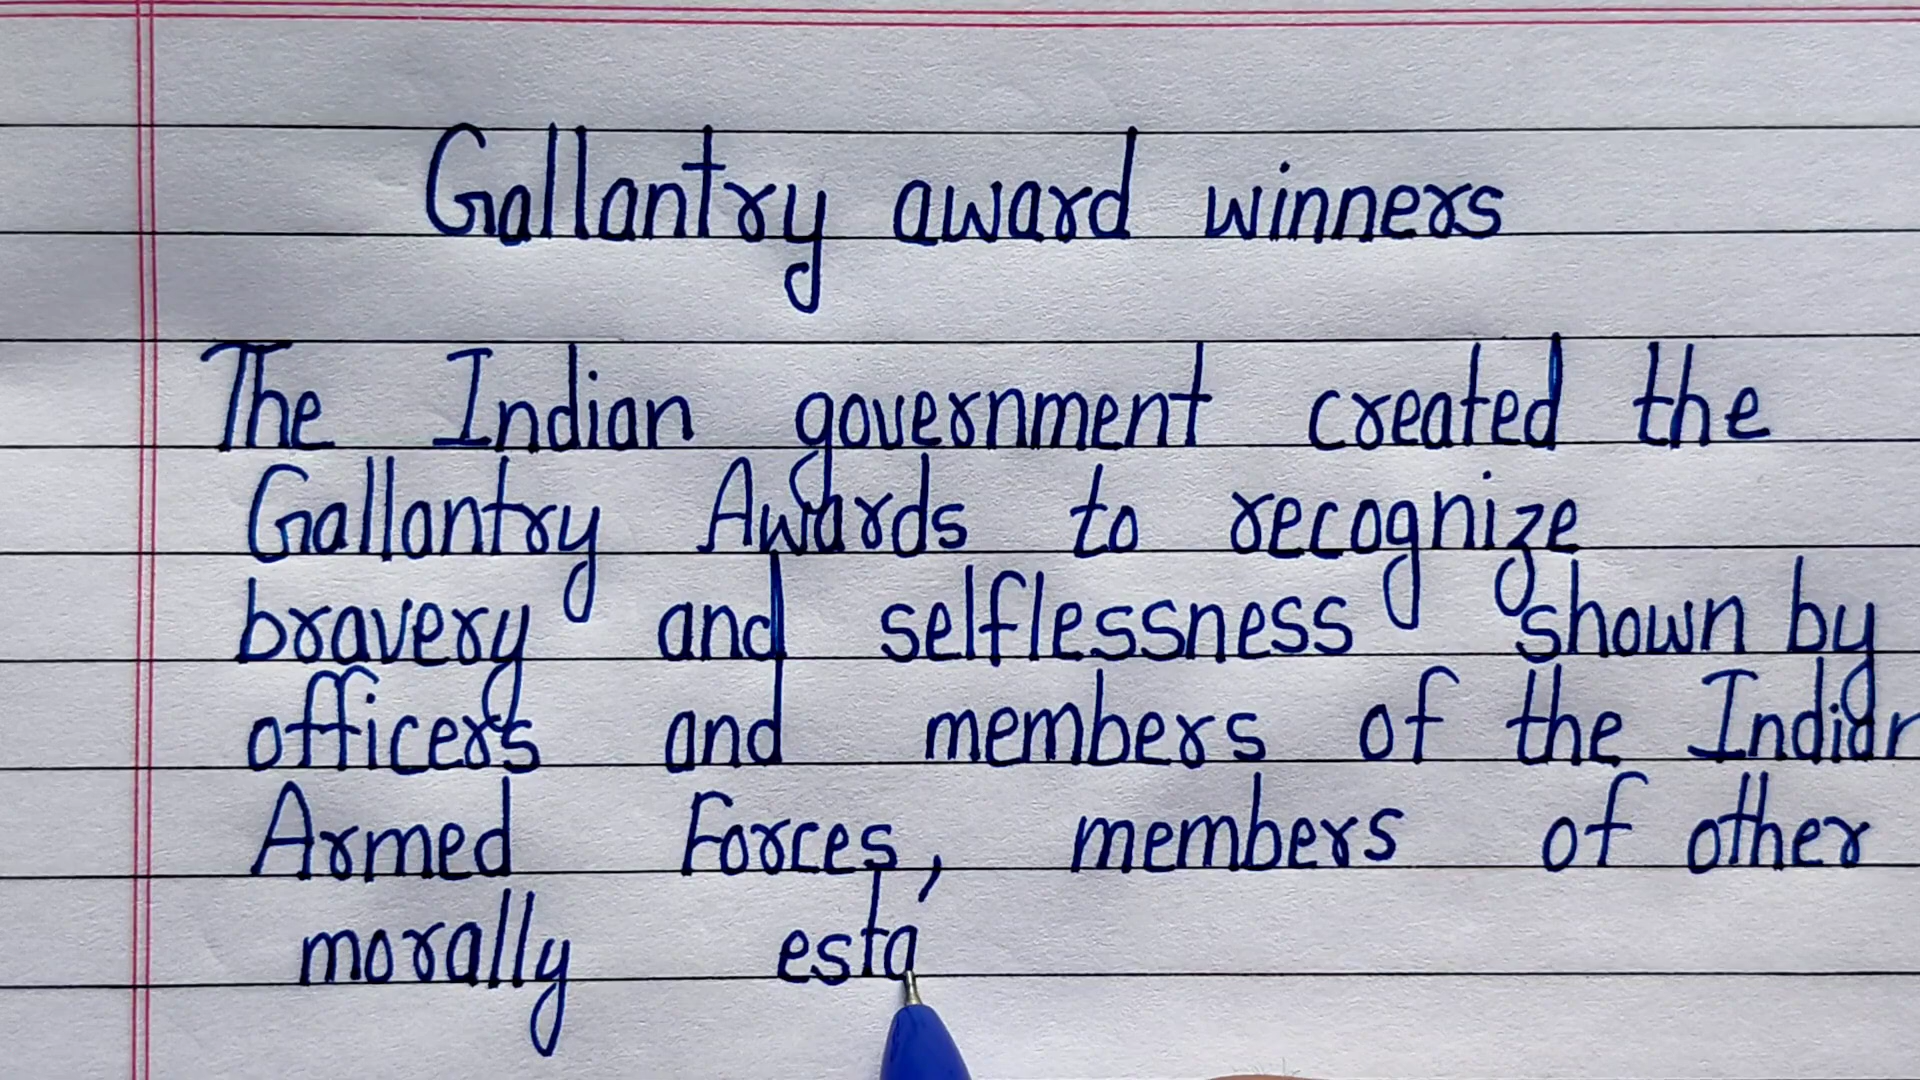 Gallantry award winners
The Indian government created the
Gallantry Awards to recognize
bravery and selflessness shown by
officers and members of the Indian
Armed Forces, members of other
morally esta